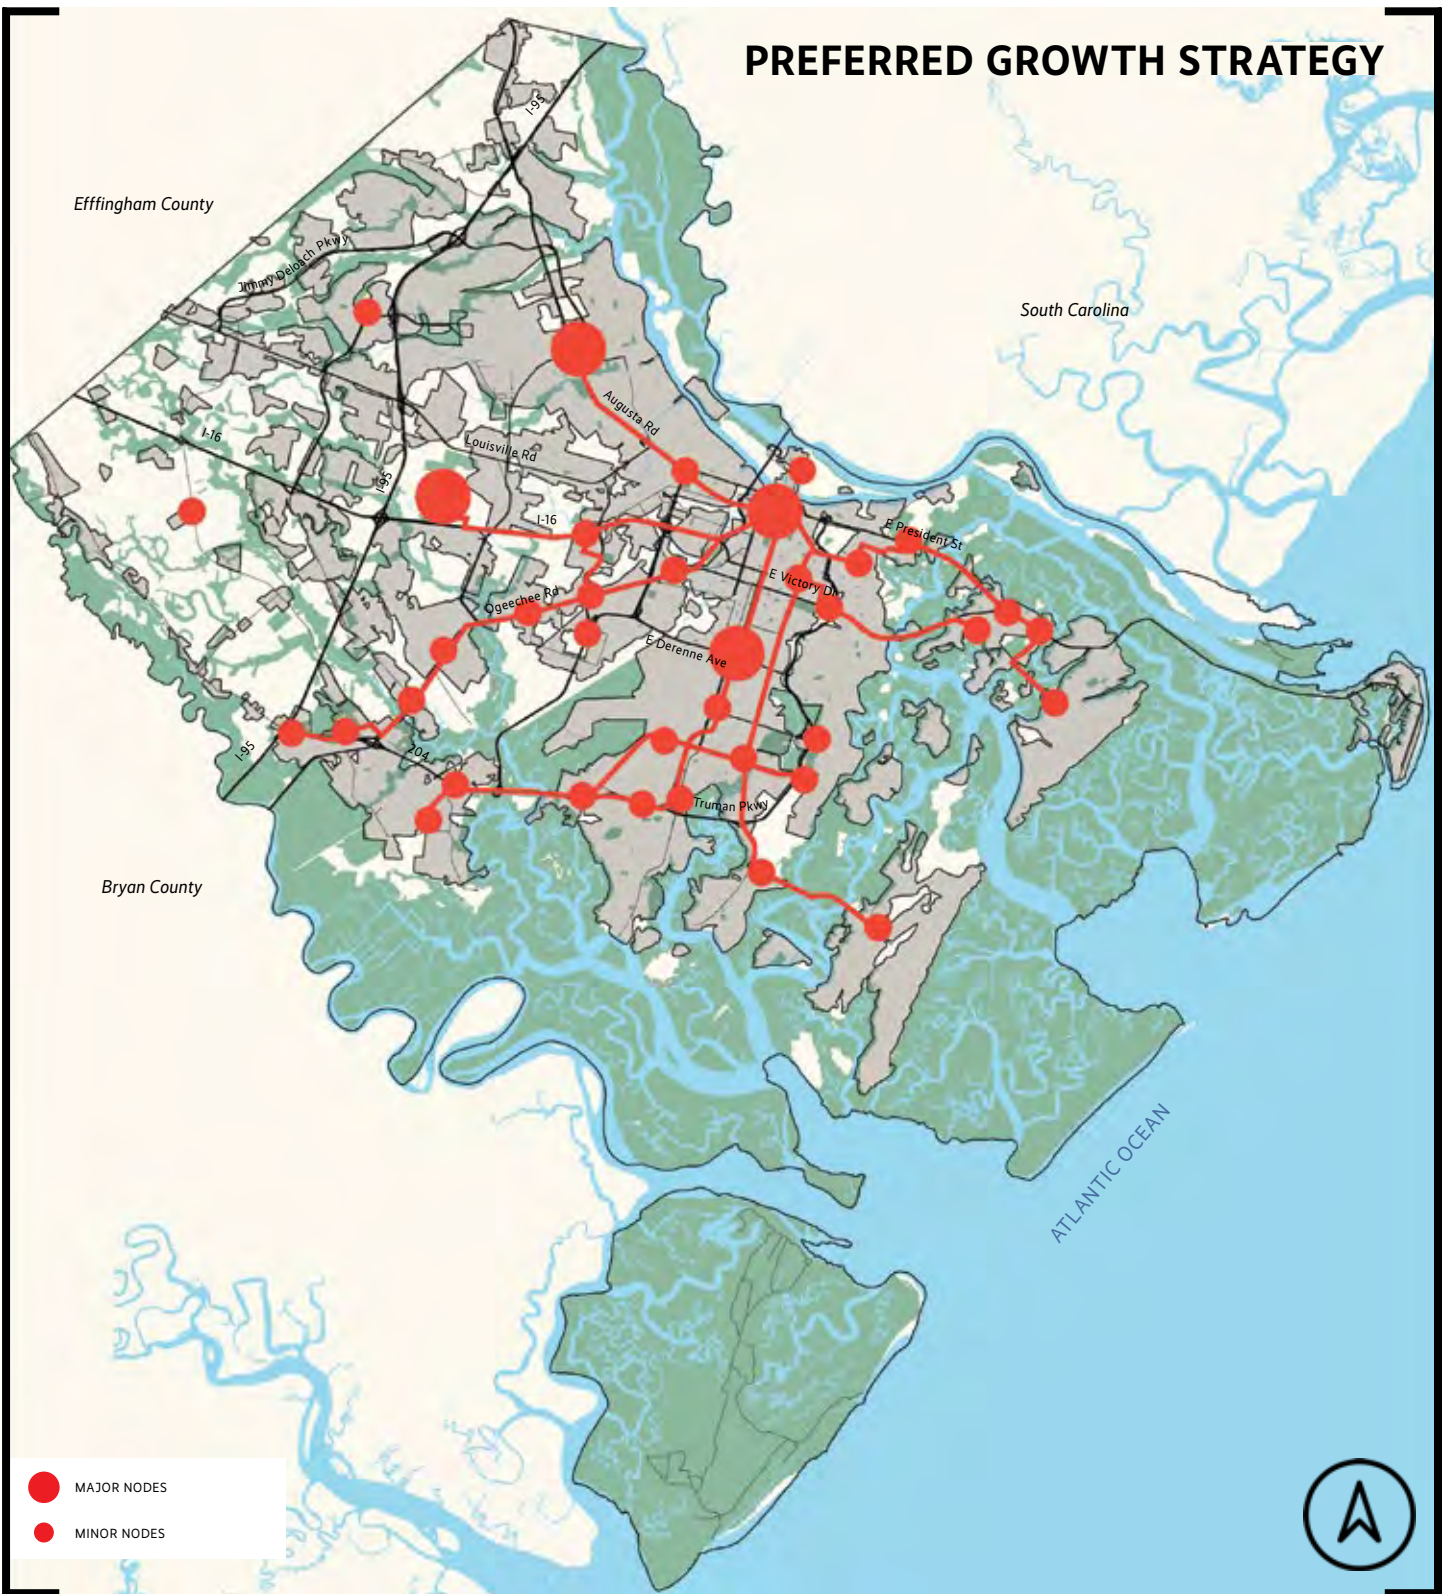 PREFERRED GROWTH STRATEGY
I-95
Efffingham County
Jimmy Deloach Pkwy
South Carolina
Augusta Rd
I-16
Louisville Rd
I-95
I-16
E President St
E Victory Dr
Ogeechee Rd
E Derenne Ave
I-95
204
Truman Pkwy
Bryan County
ATLANTIC OCEAN
MAJOR NODES
MINOR NODES